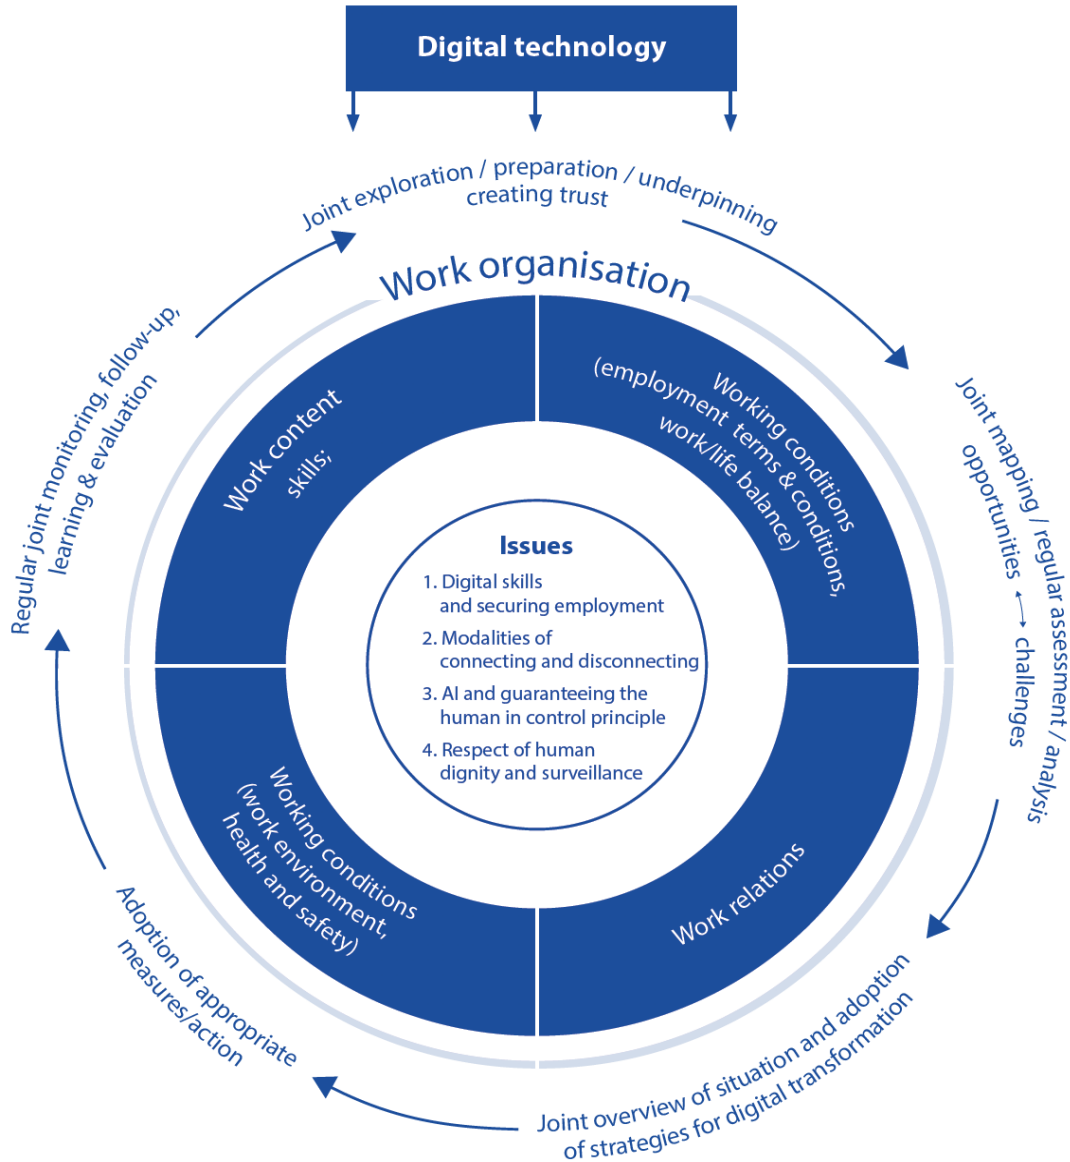 Digital technology
Joint exploration / preparation / underpinning
creating trust
Work organisation
Work content
skills;
Working conditions
(employment terms & conditions,
work/life balance)
Joint mapping / regular assessment / analysis
opportunities ↔ challenges
Issues
1. Digital skills
and securing employment
2. Modalities of
connecting and disconnecting
3. AI and guaranteeing the
human in control principle
4. Respect of human
dignity and surveillance
Work relations
Working conditions
(work environment,
health and safety)
Joint overview of situation and adoption
of strategies for digital transformation
Adoption of appropriate
measures/action
Regular joint monitoring, follow-up,
learning & evaluation